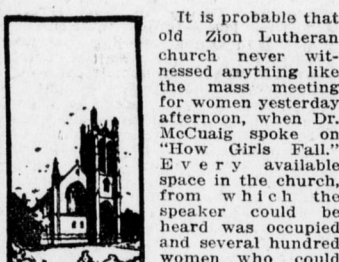 It is probable that
old Zion Lutheran
church never wit-
nessed anything like
the mass meeting
for women yesterday
afternoon, when Dr.
McCuaig spoke on
"How Girls Fall."
Every available
space in the church,
from which the
speaker could be
heard was occupied
and several hundred
women who could